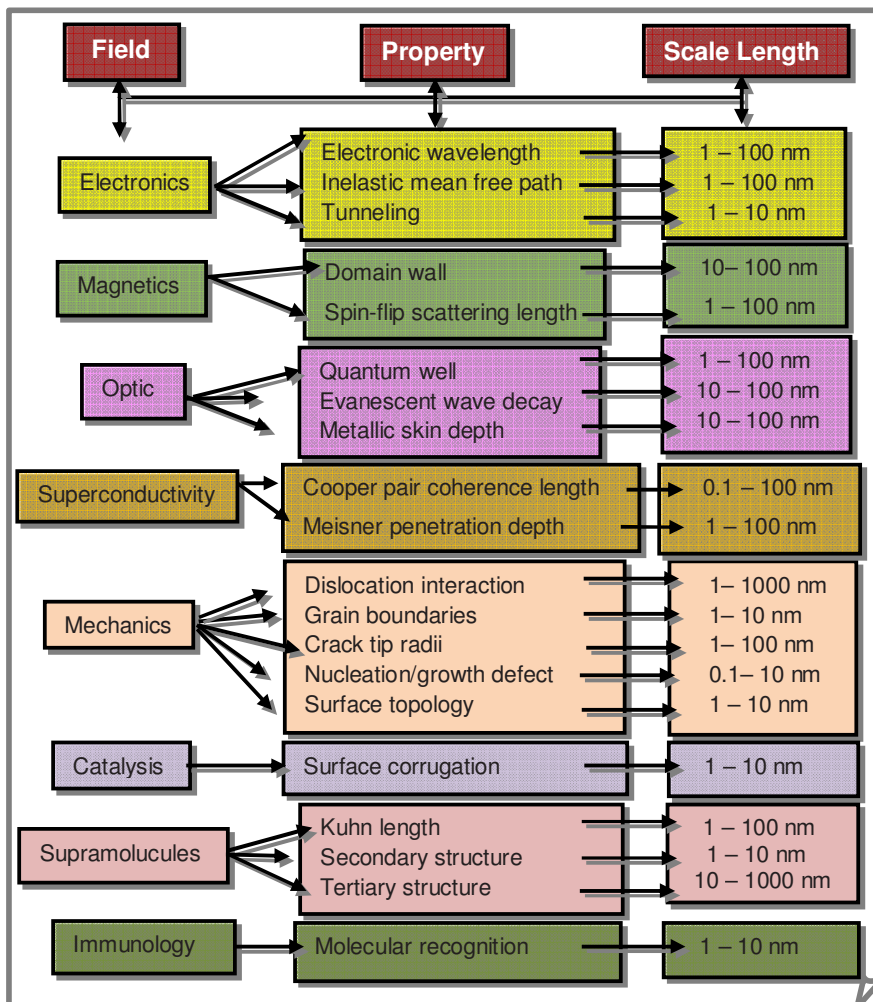 Field Property Scale Length
Electronics
Electronic wavelength 1 – 100 nm
Inelastic mean free path 1 – 100 nm
Tunneling 1 – 10 nm
Magnetics
Domain wall 10– 100 nm
Spin-flip scattering length 1 – 100 nm
Optic
Quantum well 1 – 100 nm
Evanescent wave decay 10 – 100 nm
Metallic skin depth 10 – 100 nm
Superconductivity
Cooper pair coherence length 0.1 – 100 nm
Meisner penetration depth 1 – 100 nm
Mechanics
Dislocation interaction 1– 1000 nm
Grain boundaries 1– 10 nm
Crack tip radii 1– 100 nm
Nucleation/growth defect 0.1– 10 nm
Surface topology 1 – 10 nm
Catalysis Surface corrugation 1 – 10 nm
Supramolucules
Kuhn length 1 – 100 nm
Secondary structure 1 – 10 nm
Tertiary structure 10 – 1000 nm
Immunology Molecular recognition 1 – 10 nm